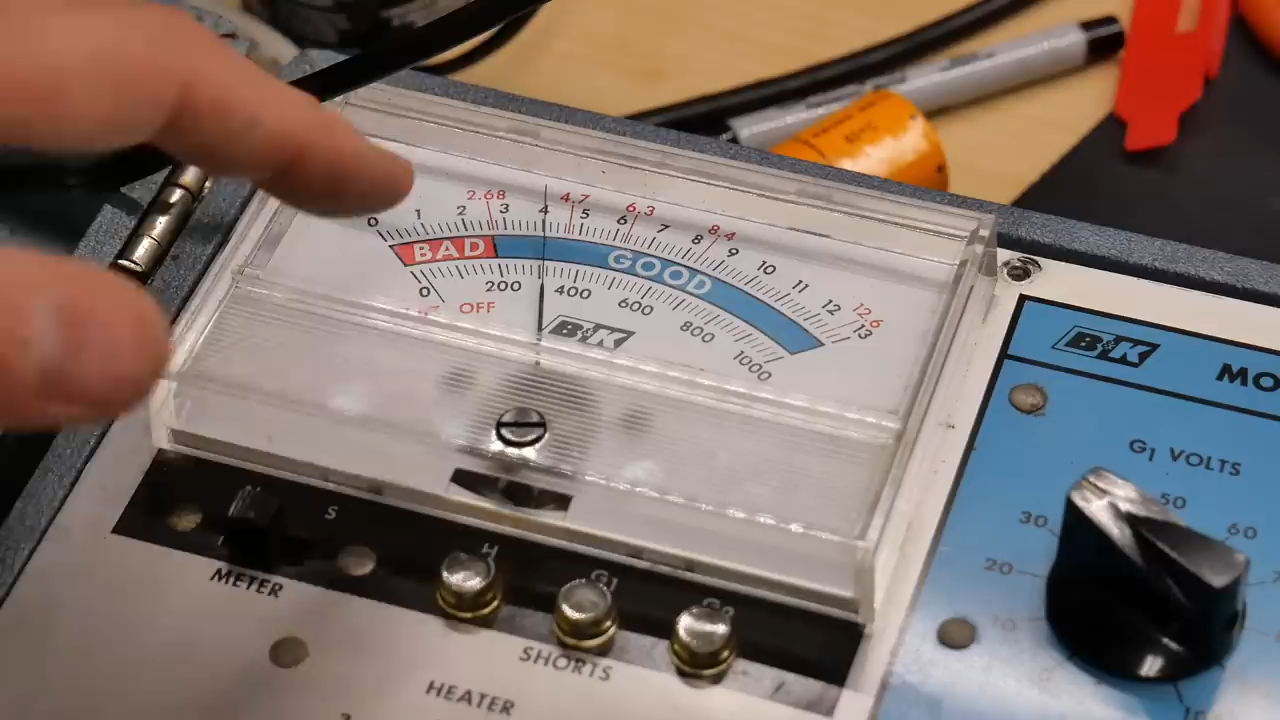 2.68 4.7 6.3 8.4 12.6
0 1 2 3 4 5 6 7 8 9 10 11 12 13
BAD GOOD
0 200 400 600 800 1000
OFF
B&K
B&K
MO
G1 VOLTS
10 20 30 50 60
S
METER
H G1
SHORTS
HEATER